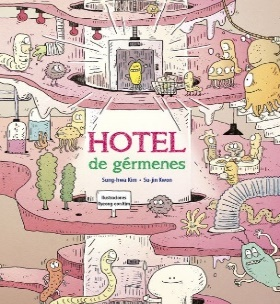 HOTEL
de gérmenes
Sung-hwa Kim • Su-jin Kwon
Ilustraciones